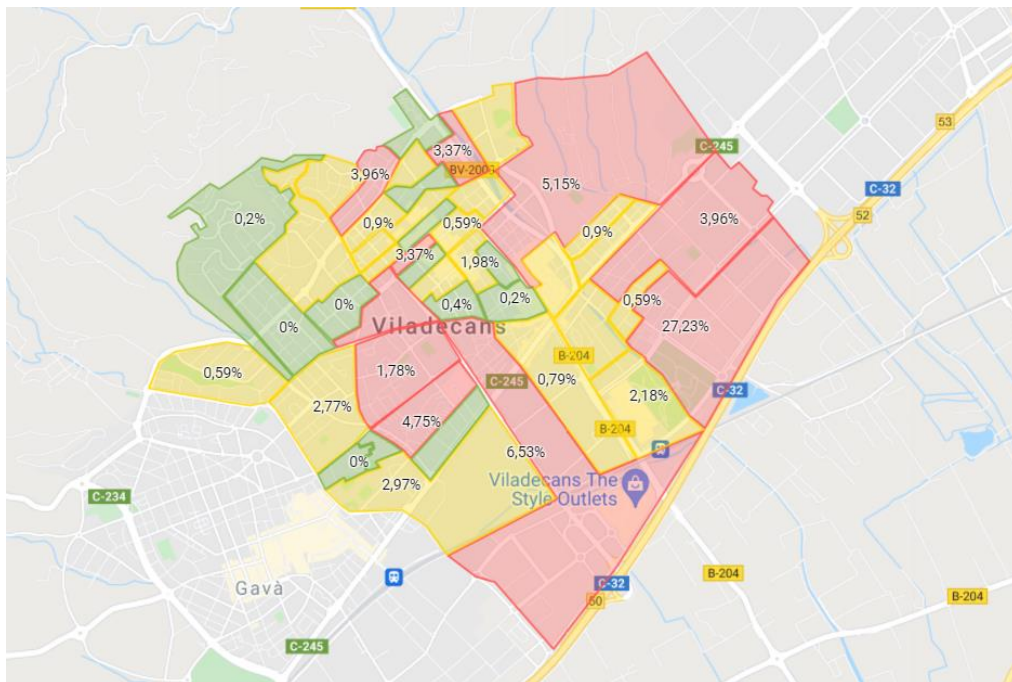 53
C-245
3,37%
BV-2005
3,96%
5,15%
C-32
52
0,2%
0,9%
0,59%
3,96%
0,9%
3,37%
1,98%
0,59%
0%
0,4%
0,2%
Viladecans
27,23%
0%
B-204
0,59%
1,78%
C-245
0,79%
C-32
2,77%
2,18%
4,75%
B-204
6,53%
0%
2,97%
Viladecans The
Style Outlets
C-234
B-204
Gavà
C-32
50
B-204
C-245